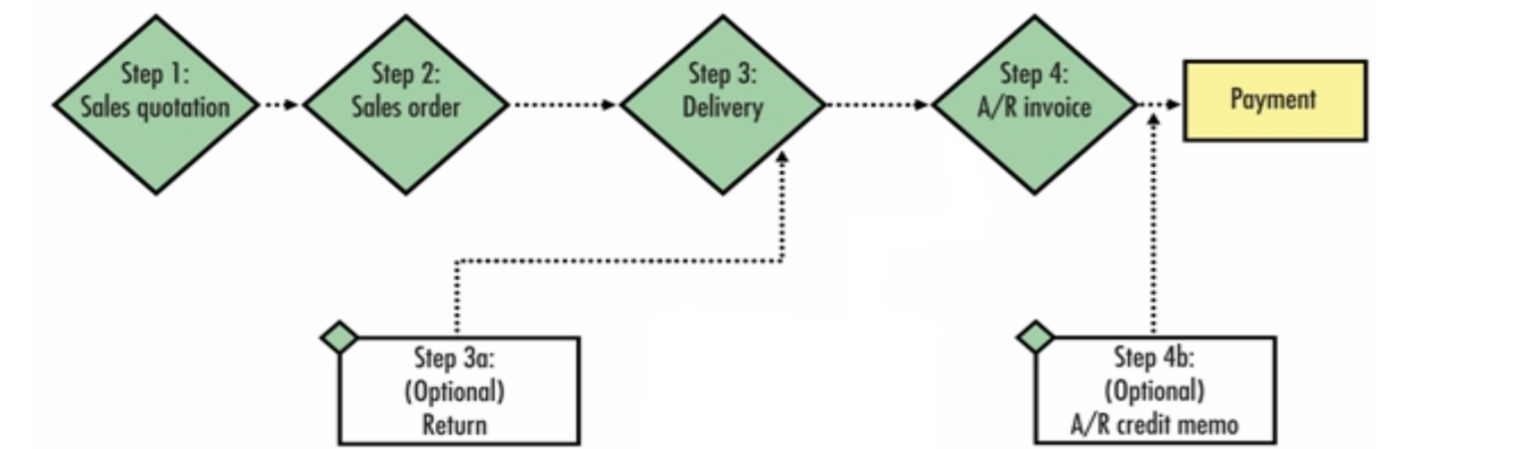 Step 1:
Sales quotation
Step 2:
Sales order
Step 3:
Delivery
Step 4:
A/R invoice
Payment
Step 3a:
(Optional)
Return
Step 4b:
(Optional)
A/R credit memo